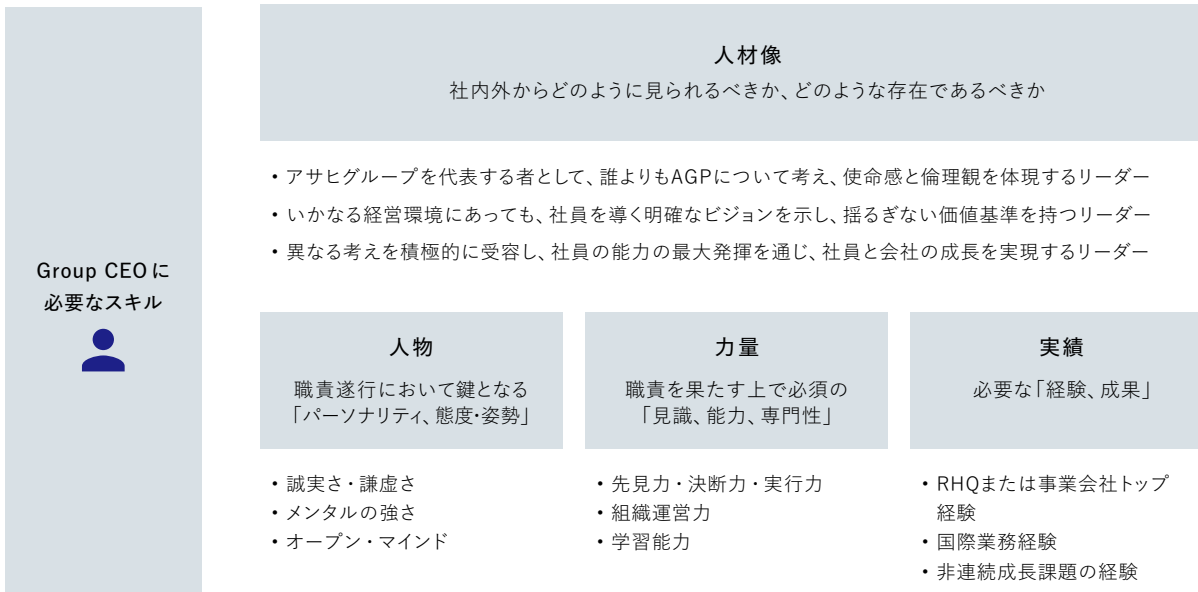 Group CEOに
必要なスキル
人材像
社内外からどのように見られるべきか、どのような存在であるべきか
・アサヒグループを代表する者として、誰よりもAGPについて考え、使命感と倫理観を体現するリーダー
・いかなる経営環境にあっても、社員を導く明確なビジョンを示し、揺るぎない価値基準を持つリーダー
・異なる考えを積極的に受容し、社員の能力の最大発揮を通じ、社員と会社の成長を実現するリーダー
人物
職責遂行において鍵となる
「パーソナリティ、態度・姿勢」
・誠実さ・謙虚さ
・メンタルの強さ
・オープン・マインド
力量
職責を果たす上で必須の
「見識、能力、専門性」
・先見力・決断力・実行力
・組織運営力
・学習能力
実績
必要な「経験、成果」
・RHQまたは事業会社トップ
経験
・国際業務経験
・非連続成長課題の経験